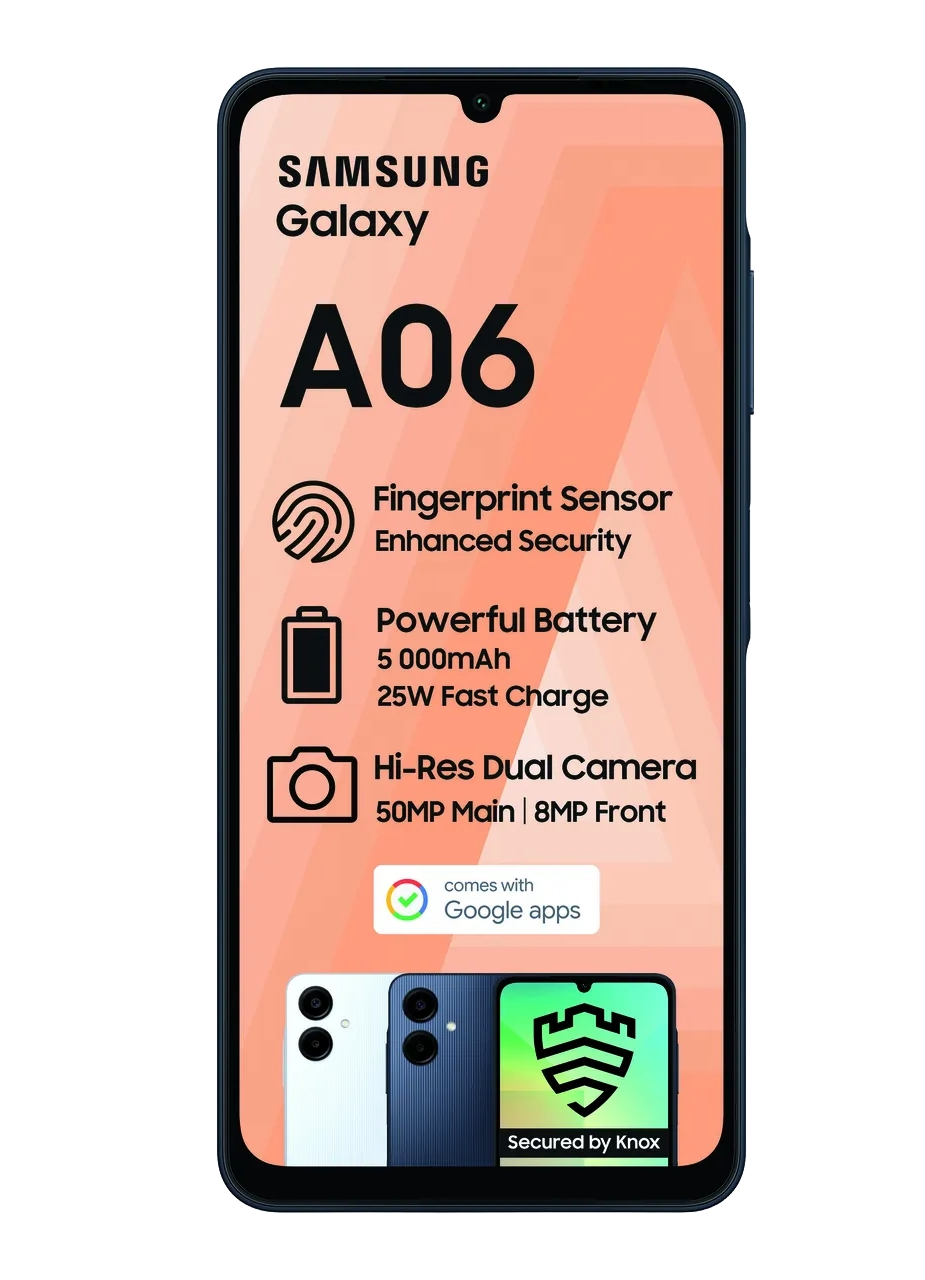 SAMSUNG
Galaxy
A06
Fingerprint Sensor
Enhanced Security
Powerful Battery
5 000mAh
25W Fast Charge
Hi-Res Dual Camera
50MP Main | 8MP Front
comes with
Google apps
Secured by Knox